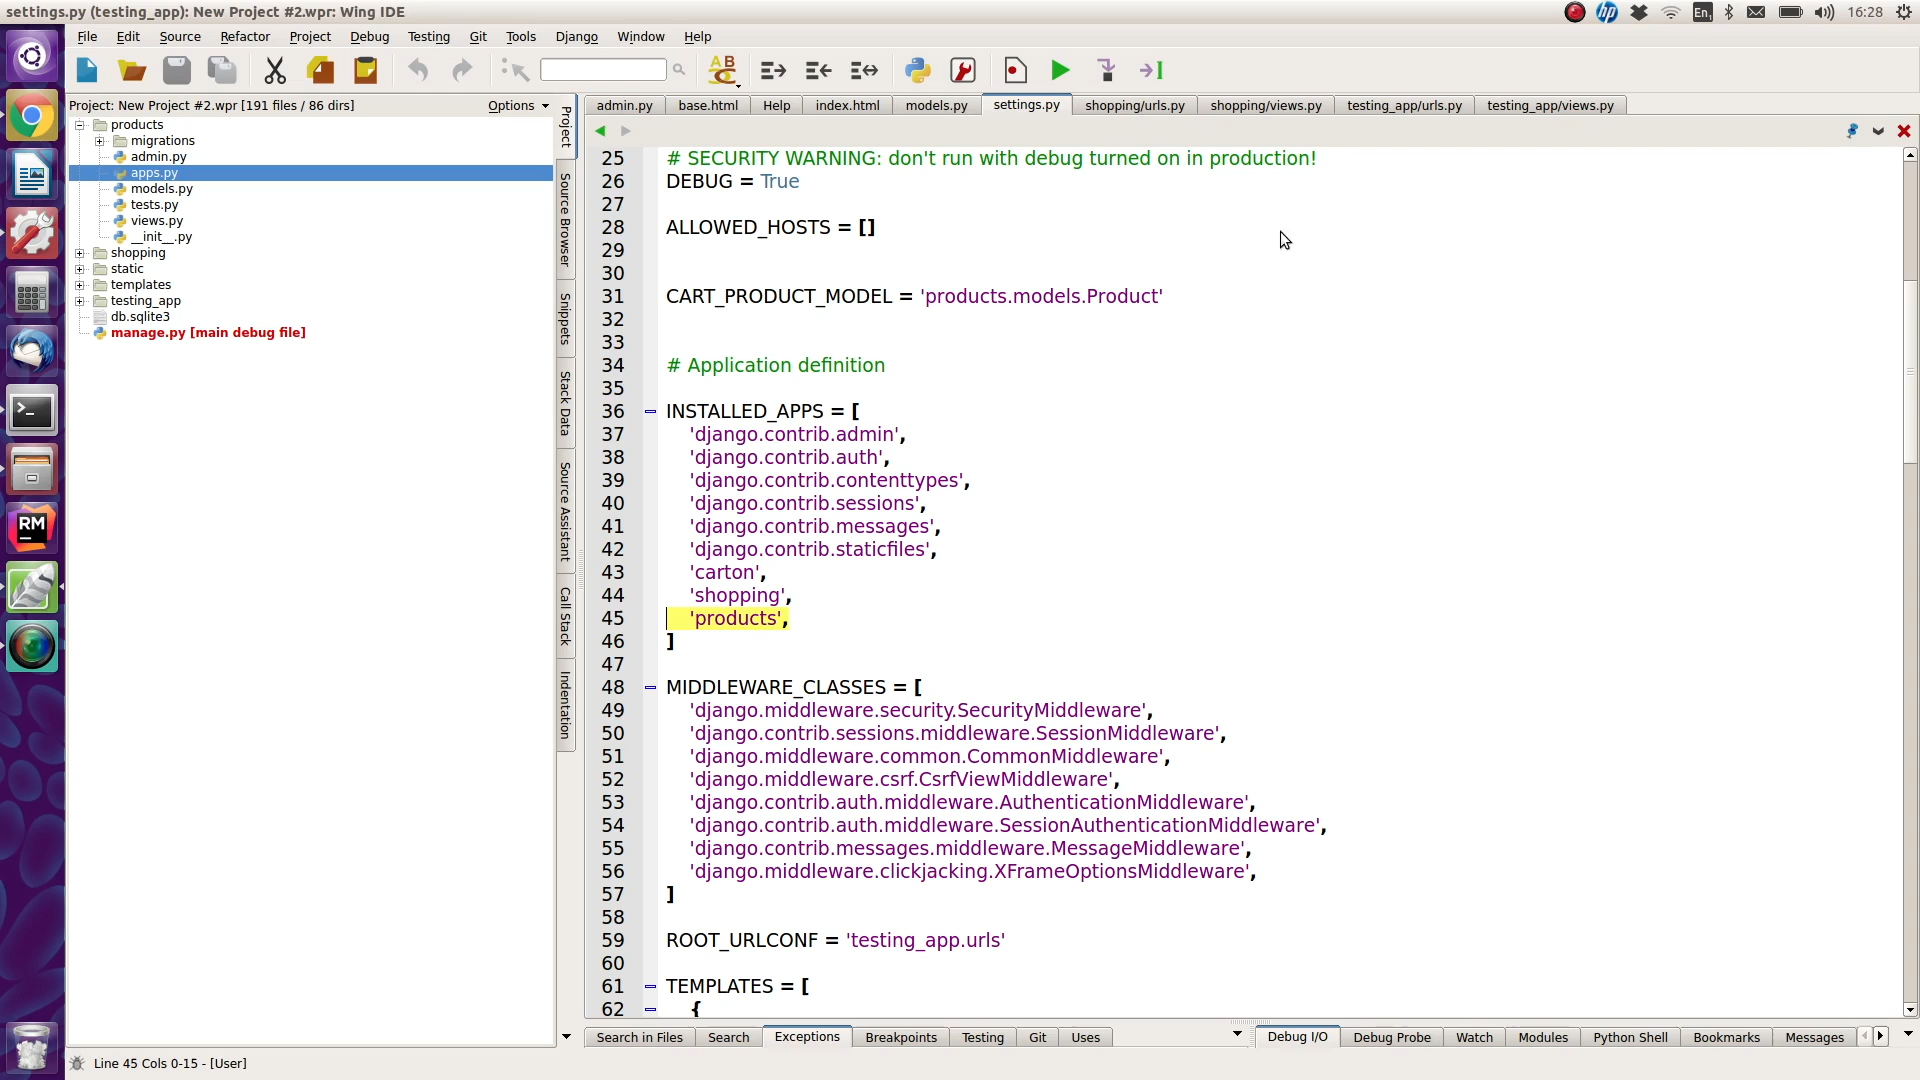 settings.py (testing_app): New Project #2.wpr: Wing IDE
En1
16:28
File Edit Source Refactor Project Debug Testing Git Tools Django Window Help
Project: New Project #2.wpr [191 files / 86 dirs]
Options
products
migrations
admin.py
apps.py
models.py
tests.py
views.py
__init__.py
shopping
static
templates
testing_app
db.sqlite3
manage.py [main debug file]
Project
Source Browser
Snippets
Stack Data
Source Assistant
Call Stack
Indentation
admin.py base.html Help index.html models.py settings.py shopping/urls.py shopping/views.py testing_app/urls.py testing_app/views.py
25 # SECURITY WARNING: don't run with debug turned on in production!
26 DEBUG = True
27
28 ALLOWED_HOSTS = []
29
30
31 CART_PRODUCT_MODEL = 'products.models.Product'
32
33
34 # Application definition
35
36 INSTALLED_APPS = [
37 'django.contrib.admin',
38 'django.contrib.auth',
39 'django.contrib.contenttypes',
40 'django.contrib.sessions',
41 'django.contrib.messages',
42 'django.contrib.staticfiles',
43 'carton',
44 'shopping',
45 'products',
46 ]
47
48 MIDDLEWARE_CLASSES = [
49 'django.middleware.security.SecurityMiddleware',
50 'django.contrib.sessions.middleware.SessionMiddleware',
51 'django.middleware.common.CommonMiddleware',
52 'django.middleware.csrf.CsrfViewMiddleware',
53 'django.contrib.auth.middleware.AuthenticationMiddleware',
54 'django.contrib.auth.middleware.SessionAuthenticationMiddleware',
55 'django.contrib.messages.middleware.MessageMiddleware',
56 'django.middleware.clickjacking.XFrameOptionsMiddleware',
57 ]
58
59 ROOT_URLCONF = 'testing_app.urls'
60
61 TEMPLATES = [
62 {
Search in Files Search Exceptions Breakpoints Testing Git Uses
Debug I/O Debug Probe Watch Modules Python Shell Bookmarks Messages
Line 45 Cols 0-15 - [User]
RM
hp
AB